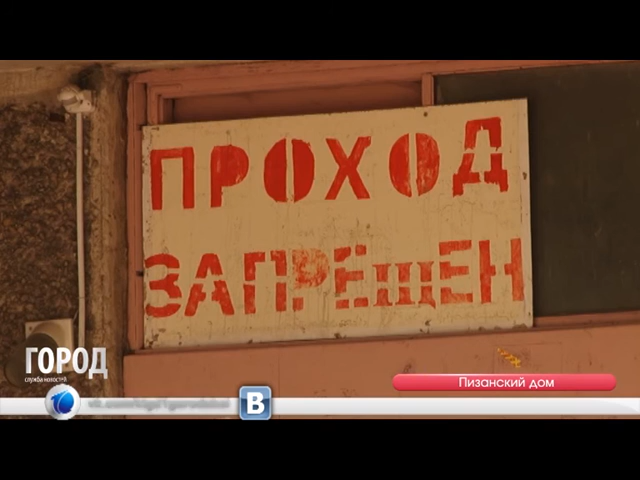 ПРОХОД
ЗАПРЕЩЕН
ГОРОД
служба новостей
Пизанский дом
В